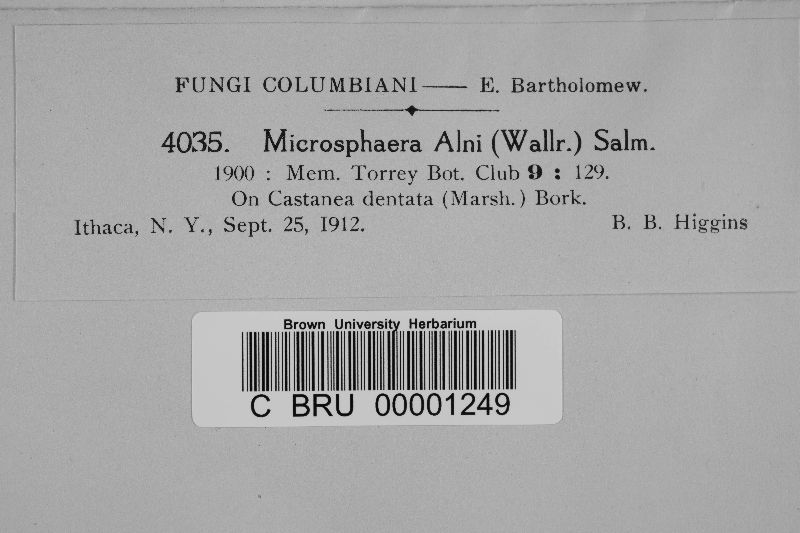 FUNGI COLUMBIANI — E. Bartholomew.
4035. Microsphaera Alni (Wallr.) Salm.
1900 : Mem. Torrey Bot. Club 9 : 129.
On Castanea dentata (Marsh.) Bork.
Ithaca, N. Y., Sept. 25, 1912. B. B. Higgins
Brown University Herbarium
C BRU 00001249